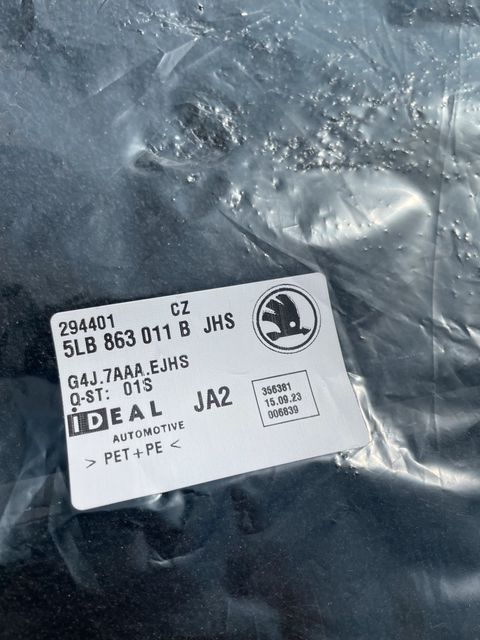 294401 CZ
5LB 863 011 B JHS
G4J.7AAA.EJHS
Q-ST: 01S
IDEAL JA2
AUTOMOTIVE
> PET+PE <
356381
15.09.23
006839